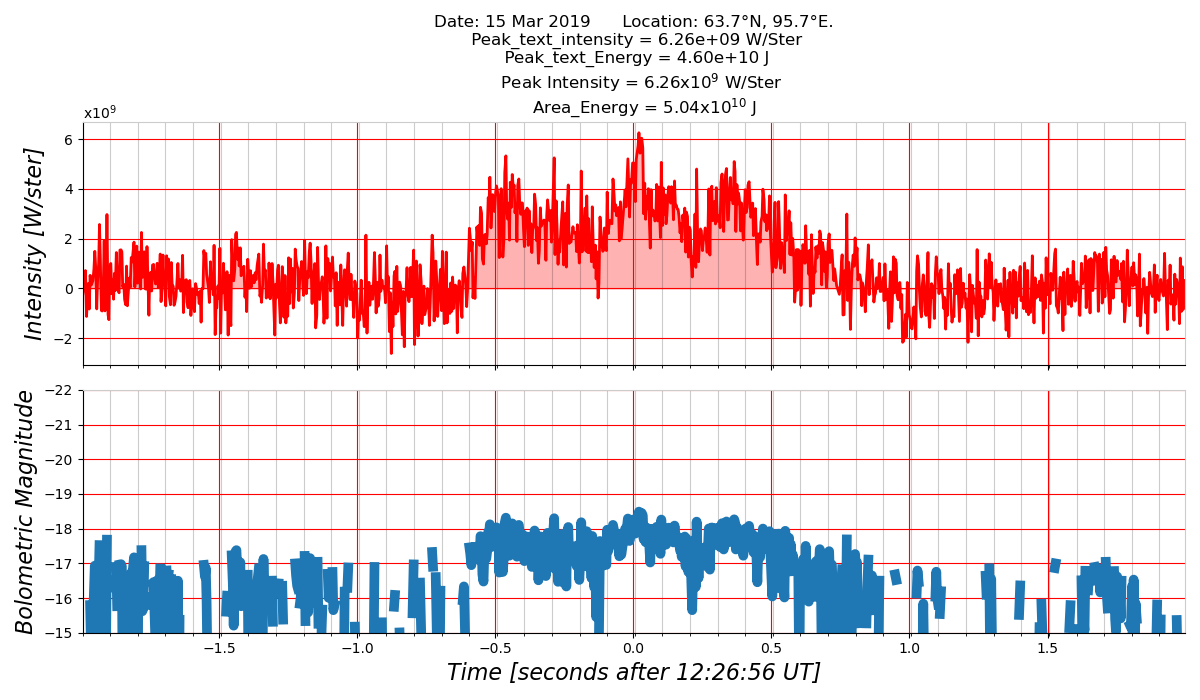 Date: 15 Mar 2019      Location: 63.7°N, 95.7°E.
Peak_text_intensity = 6.26e+09 W/Ster
Peak_text_Energy = 4.60e+10 J
Peak Intensity = 6.26x10⁹ W/Ster
Area_Energy = 5.04x10¹⁰ J
x10⁹
6
4
2
0
−2
Intensity [W/ster]
−22
−21
−20
−19
−18
−17
−16
−15
Bolometric Magnitude
−1.5 −1.0 −0.5 0.0 0.5 1.0 1.5
Time [seconds after 12:26:56 UT]